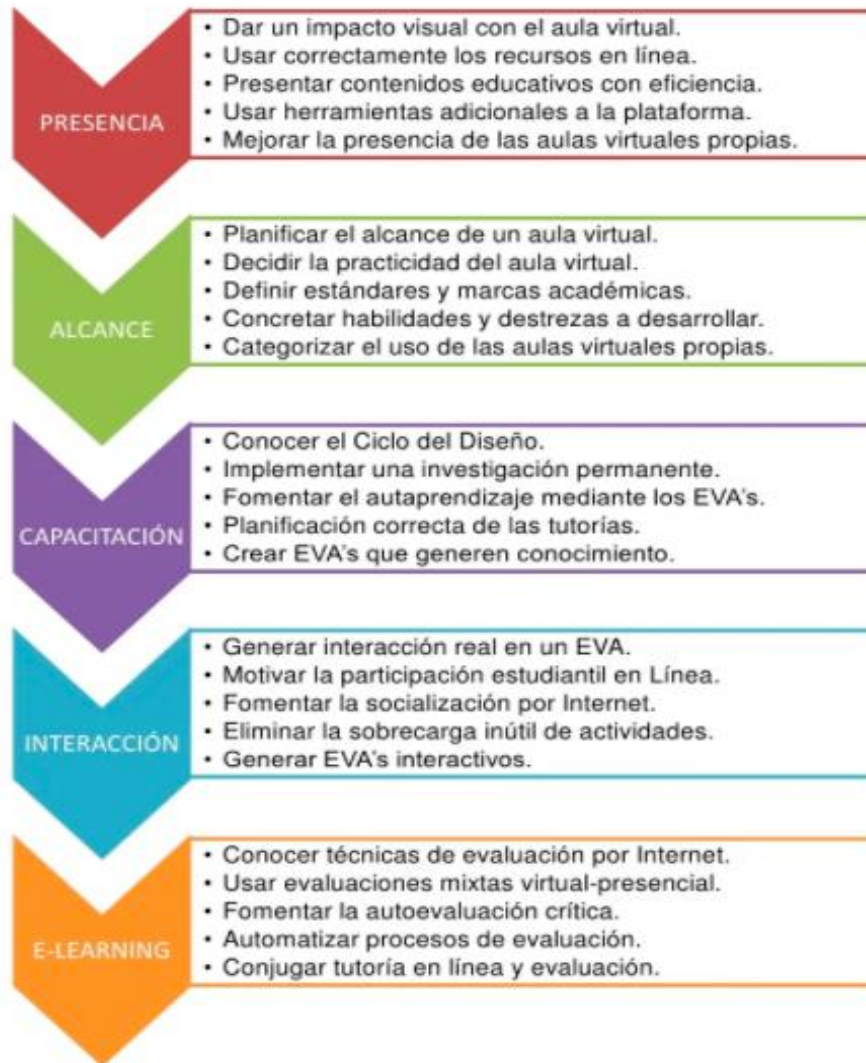 PRESENCIA
• Dar un impacto visual con el aula virtual.
• Usar correctamente los recursos en línea.
• Presentar contenidos educativos con eficiencia.
• Usar herramientas adicionales a la plataforma.
• Mejorar la presencia de las aulas virtuales propias.
ALCANCE
• Planificar el alcance de un aula virtual.
• Decidir la practicidad del aula virtual.
• Definir estándares y marcas académicas.
• Concretar habilidades y destrezas a desarrollar.
• Categorizar el uso de las aulas virtuales propias.
CAPACITACIÓN
• Conocer el Ciclo del Diseño.
• Implementar una investigación permanente.
• Fomentar el autaprendizaje mediante los EVA's.
• Planificación correcta de las tutorías.
• Crear EVA's que generen conocimiento.
INTERACCIÓN
• Generar interacción real en un EVA.
• Motivar la participación estudiantil en Línea.
• Fomentar la socialización por Internet.
• Eliminar la sobrecarga inútil de actividades.
• Generar EVA's interactivos.
E-LEARNING
• Conocer técnicas de evaluación por Internet.
• Usar evaluaciones mixtas virtual-presencial.
• Fomentar la autoevaluación crítica.
• Automatizar procesos de evaluación.
• Conjugar tutoría en línea y evaluación.